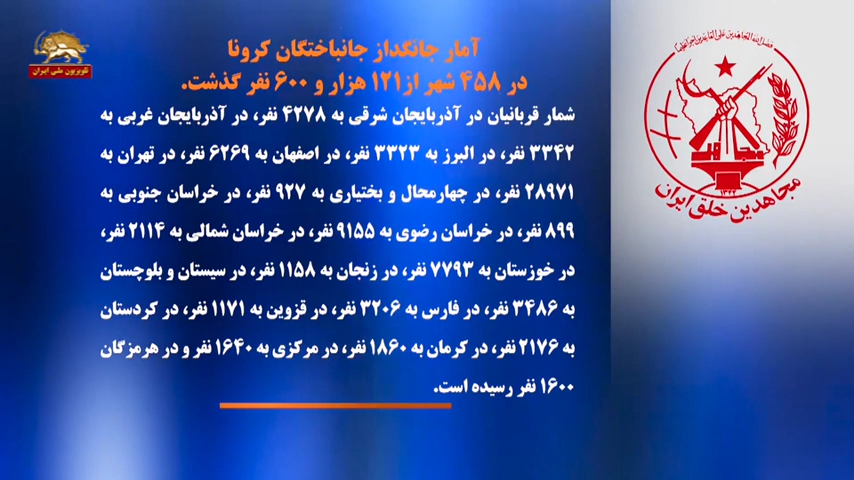 آمار جانگداز جانباختگان کرونا
در ۴۵۸ شهر از ۱۲۱ هزار و ۶۰۰ نفر گذشت.
شمار قربانیان در آذربایجان شرقی به ۴۲۷۸ نفر، در آذربایجان غربی به
۳۳۴۲ نفر، در البرز به ۳۳۲۳ نفر، در اصفهان به ۶۲۶۹ نفر، در تهران به
۲۸۹۷۱ نفر، در چهارمحال و بختیاری به ۹۲۷ نفر، در خراسان جنوبی به
۸۹۹ نفر، در خراسان رضوی به ۹۱۵۵ نفر، در خراسان شمالی به ۲۱۱۴ نفر،
در خوزستان به ۷۷۹۳ نفر، در زنجان به ۱۱۵۸ نفر، در سیستان و بلوچستان
به ۳۴۸۶ نفر، در فارس به ۳۲۰۶ نفر، در قزوین به ۱۱۷۱ نفر، در کردستان
به ۲۱۷۶ نفر، در کرمان به ۱۸۶۰ نفر، در مرکزی به ۱۶۴۰ نفر و در هرمزگان
۱۶۰۰ نفر رسیده است.
تلویزیون ملی ایران
۱۳۴۴
مجاهدین خلق ایران